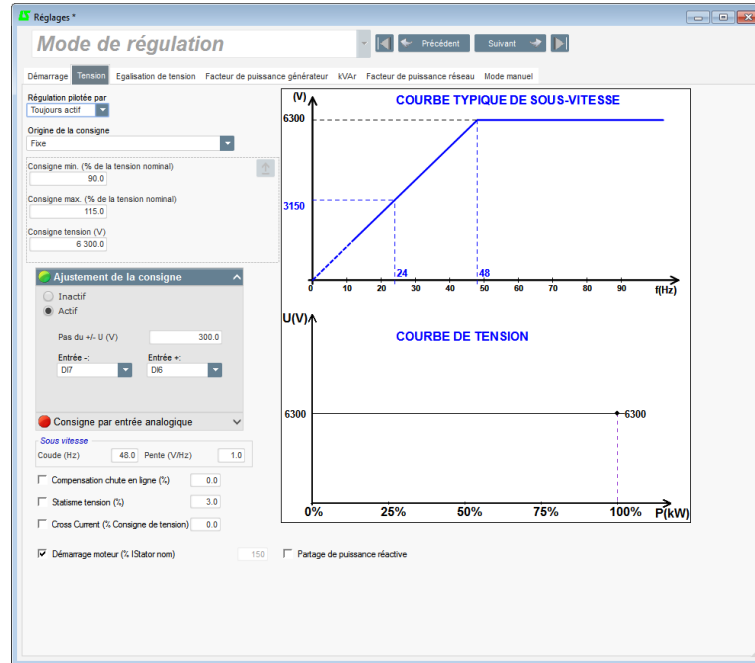 Réglages *
Mode de régulation
Précédent
Suivant
Démarrage Tension Egalisation de tension Facteur de puissance générateur kVAr Facteur de puissance réseau Mode manuel
Régulation pilotée par
Toujours actif
Origine de la consigne
Fixe
Consigne min. (% de la tension nominal)
90.0
Consigne max. (% de la tension nominal)
115.0
Consigne tension (V)
6 300.0
Ajustement de la consigne
Inactif
Actif
Pas du +/- U (V) 300.0
Entrée -: Entrée +:
DI7 DI6
Consigne par entrée analogique
Sous vitesse
Coude (Hz) 48.0 Pente (V/Hz) 1.0
Compensation chute en ligne (%) 0.0
Statisme tension (%) 3.0
Cross Current (% Consigne de tension) 0.0
Démarrage moteur (% IStator nom) 150 Partage de puissance réactive
(V) COURBE TYPIQUE DE SOUS-VITESSE
6300
3150
24 48
0 10 20 30 40 50 60 70 80 90 f(Hz)
U(V)
COURBE DE TENSION
6300 6300
0% 25% 50% 75% 100% P(kW)